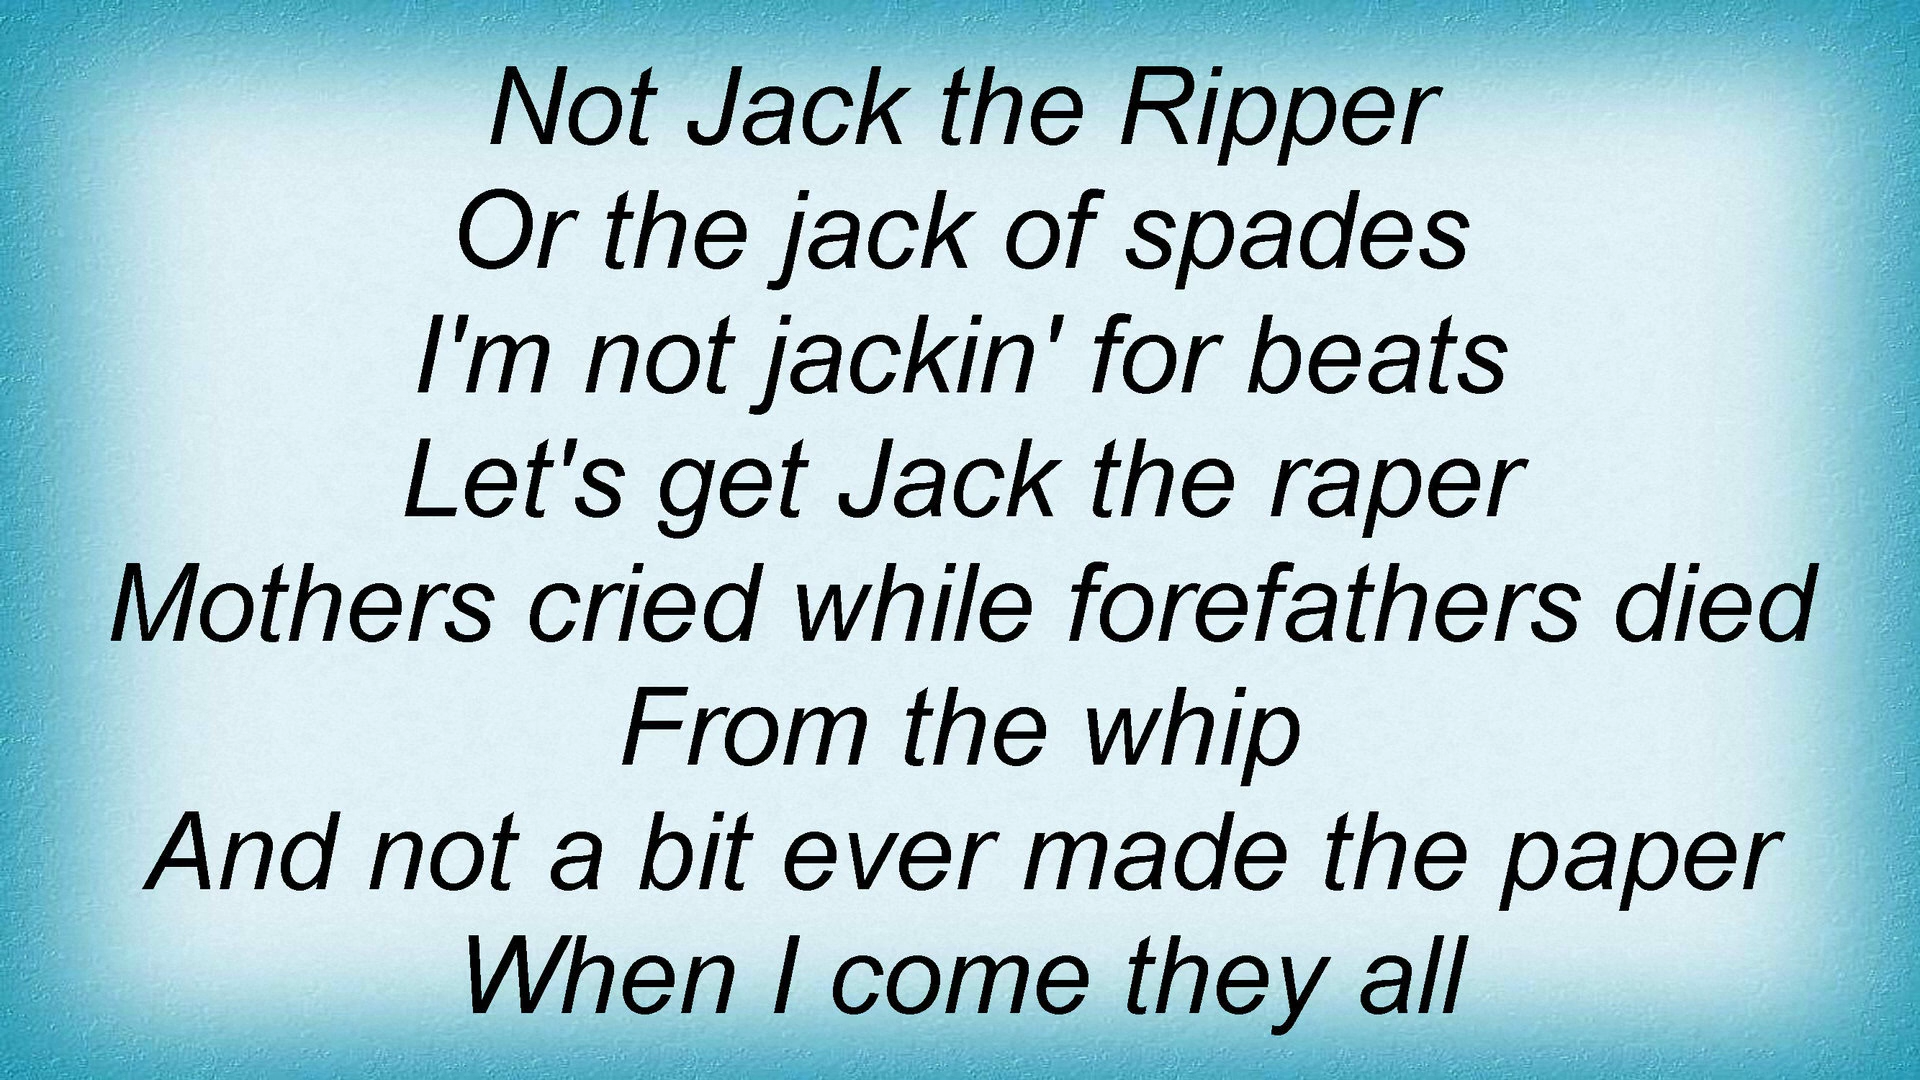 Not Jack the Ripper
Or the jack of spades
I'm not jackin' for beats
Let's get Jack the raper
Mothers cried while forefathers died
From the whip
And not a bit ever made the paper
When I come they all